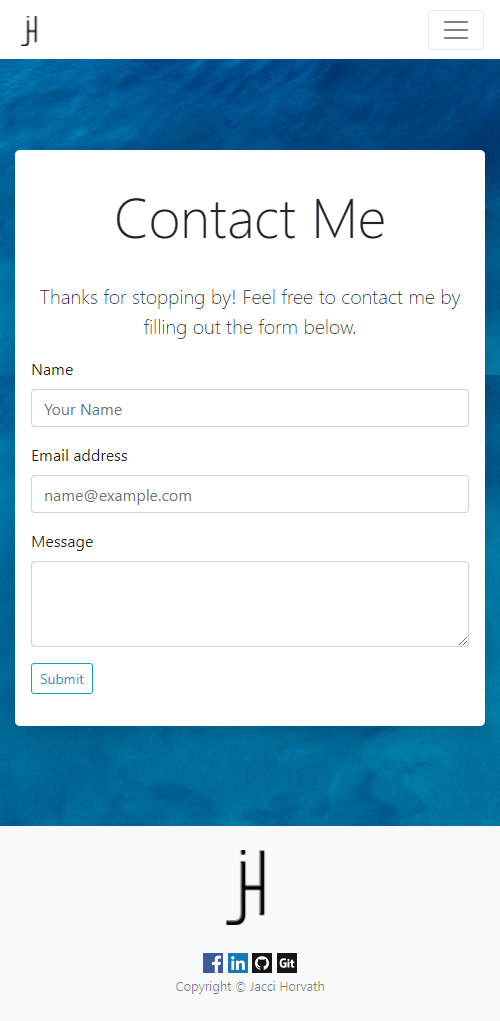 jH
Contact Me
Thanks for stopping by! Feel free to contact me by
filling out the form below.
Name
Your Name
Email address
name@example.com
Message
Submit
jH
f in Git
Copyright © Jacci Horvath